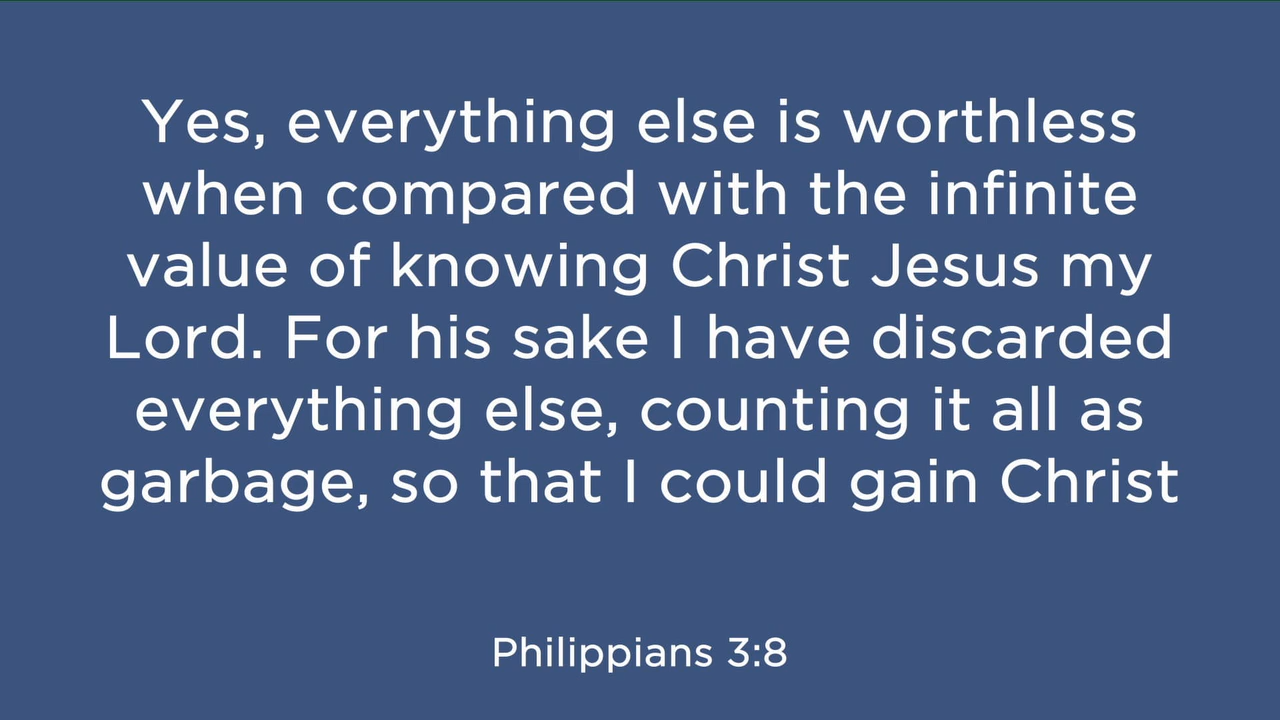 Yes, everything else is worthless
when compared with the infinite
value of knowing Christ Jesus my
Lord. For his sake I have discarded
everything else, counting it all as
garbage, so that I could gain Christ
Philippians 3:8